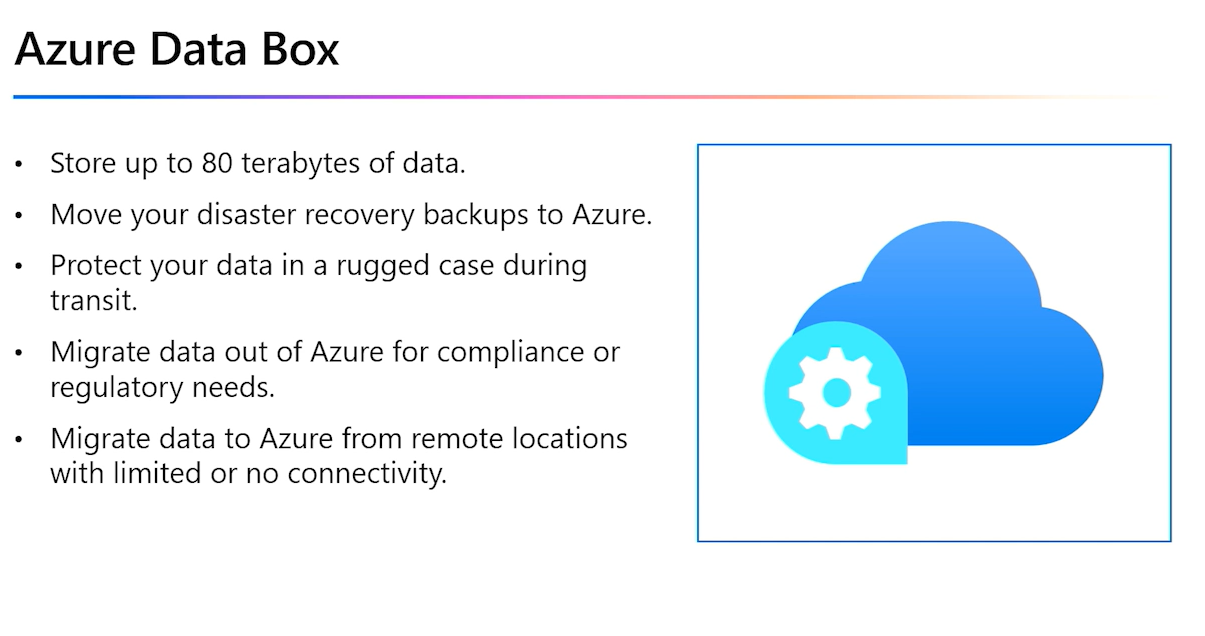 Azure Data Box
• Store up to 80 terabytes of data.
• Move your disaster recovery backups to Azure.
• Protect your data in a rugged case during
transit.
• Migrate data out of Azure for compliance or
regulatory needs.
• Migrate data to Azure from remote locations
with limited or no connectivity.